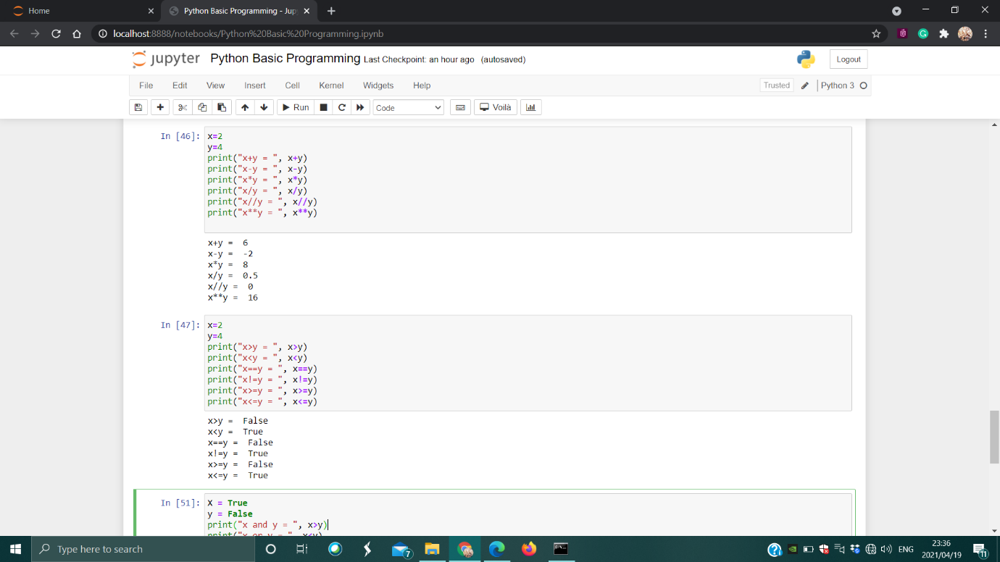 Home
Python Basic Programming - Jup
localhost:8888/notebooks/Python%20Basic%20Programming.ipynb
jupyter Python Basic Programming Last Checkpoint: an hour ago (autosaved)
Logout
File Edit View Insert Cell Kernel Widgets Help
Trusted Python 3
Run Code Voilà
In [46]: x=2
y=4
print("x+y = ", x+y)
print("x-y = ", x-y)
print("x*y = ", x*y)
print("x/y = ", x/y)
print("x//y = ", x//y)
print("x**y = ", x**y)
x+y =  6
x-y =  -2
x*y =  8
x/y =  0.5
x//y =  0
x**y =  16
In [47]: x=2
y=4
print("x>y = ", x>y)
print("x<y = ", x<y)
print("x==y = ", x==y)
print("x!=y = ", x!=y)
print("x>=y = ", x>=y)
print("x<=y = ", x<=y)
x>y =  False
x<y =  True
x==y =  False
x!=y =  True
x>=y =  False
x<=y =  True
In [51]: X = True
y = False
print("x and y = ", x>y)
print("x or y = ", x<y)
Type here to search
7
ENG
23:36
2021/04/19
11